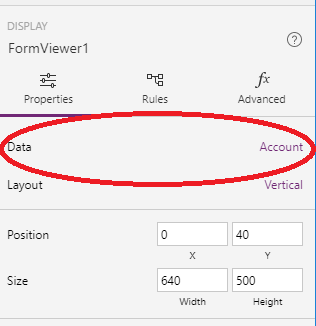 DISPLAY
FormViewer1
?
Properties Rules fx Advanced
Data Account
Layout Vertical
Position 0 40
X Y
Size 640 500
Width Height